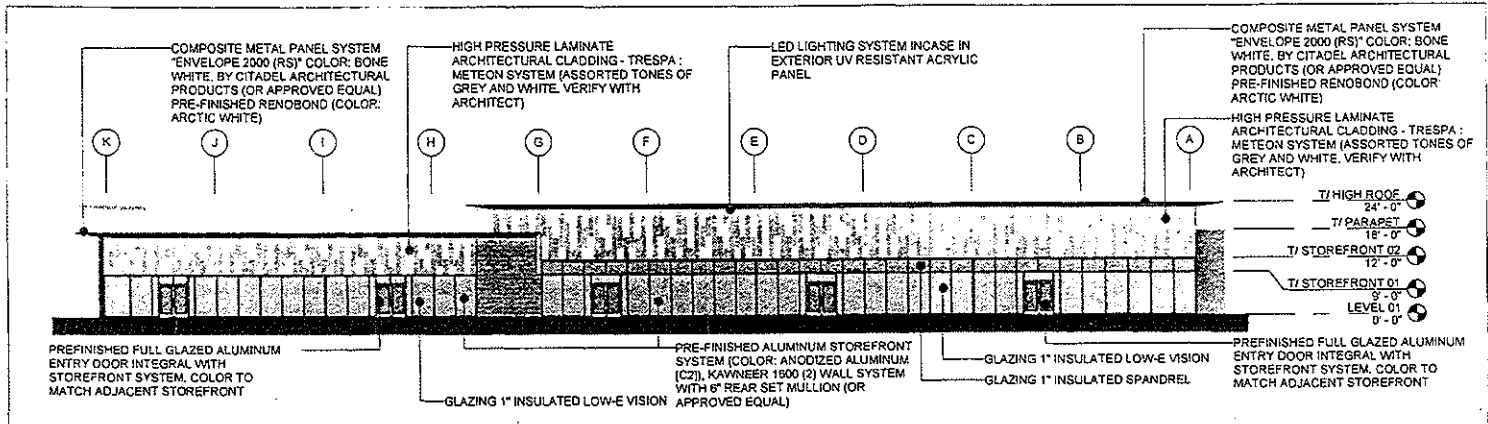 COMPOSITE METAL PANEL SYSTEM
"ENVELOPE 2000 (RS)" COLOR: BONE
WHITE, BY CITADEL ARCHITECTURAL
PRODUCTS (OR APPROVED EQUAL)
PRE-FINISHED RENOBOND (COLOR:
ARCTIC WHITE)
HIGH PRESSURE LAMINATE
ARCHITECTURAL CLADDING - TRESPA :
METEON SYSTEM (ASSORTED TONES OF
GREY AND WHITE, VERIFY WITH
ARCHITECT)
LED LIGHTING SYSTEM INCASE IN
EXTERIOR UV RESISTANT ACRYLIC
PANEL
COMPOSITE METAL PANEL SYSTEM
"ENVELOPE 2000 (RS)" COLOR: BONE
WHITE, BY CITADEL ARCHITECTURAL
PRODUCTS (OR APPROVED EQUAL)
PRE-FINISHED RENOBOND (COLOR:
ARCTIC WHITE)
HIGH PRESSURE LAMINATE
ARCHITECTURAL CLADDING - TRESPA :
METEON SYSTEM (ASSORTED TONES OF
GREY AND WHITE, VERIFY WITH
ARCHITECT)
K J I H G F E D C B A
T/ HIGH ROOF
24' - 0"
T/ PARAPET
18' - 0"
T/ STOREFRONT 02
12' - 0"
T/ STOREFRONT 01
9' - 0"
LEVEL 01
0' - 0"
PREFINISHED FULL GLAZED ALUMINUM
ENTRY DOOR INTEGRAL WITH
STOREFRONT SYSTEM, COLOR TO
MATCH ADJACENT STOREFRONT
GLAZING 1" INSULATED LOW-E VISION
PRE-FINISHED ALUMINUM STOREFRONT
SYSTEM (COLOR: ANODIZED ALUMINUM
[C2]), KAWNEER 1600 (2) WALL SYSTEM
WITH 6" REAR SET MULLION (OR
APPROVED EQUAL)
GLAZING 1" INSULATED LOW-E VISION
GLAZING 1" INSULATED SPANDREL
PREFINISHED FULL GLAZED ALUMINUM
ENTRY DOOR INTEGRAL WITH
STOREFRONT SYSTEM, COLOR TO
MATCH ADJACENT STOREFRONT